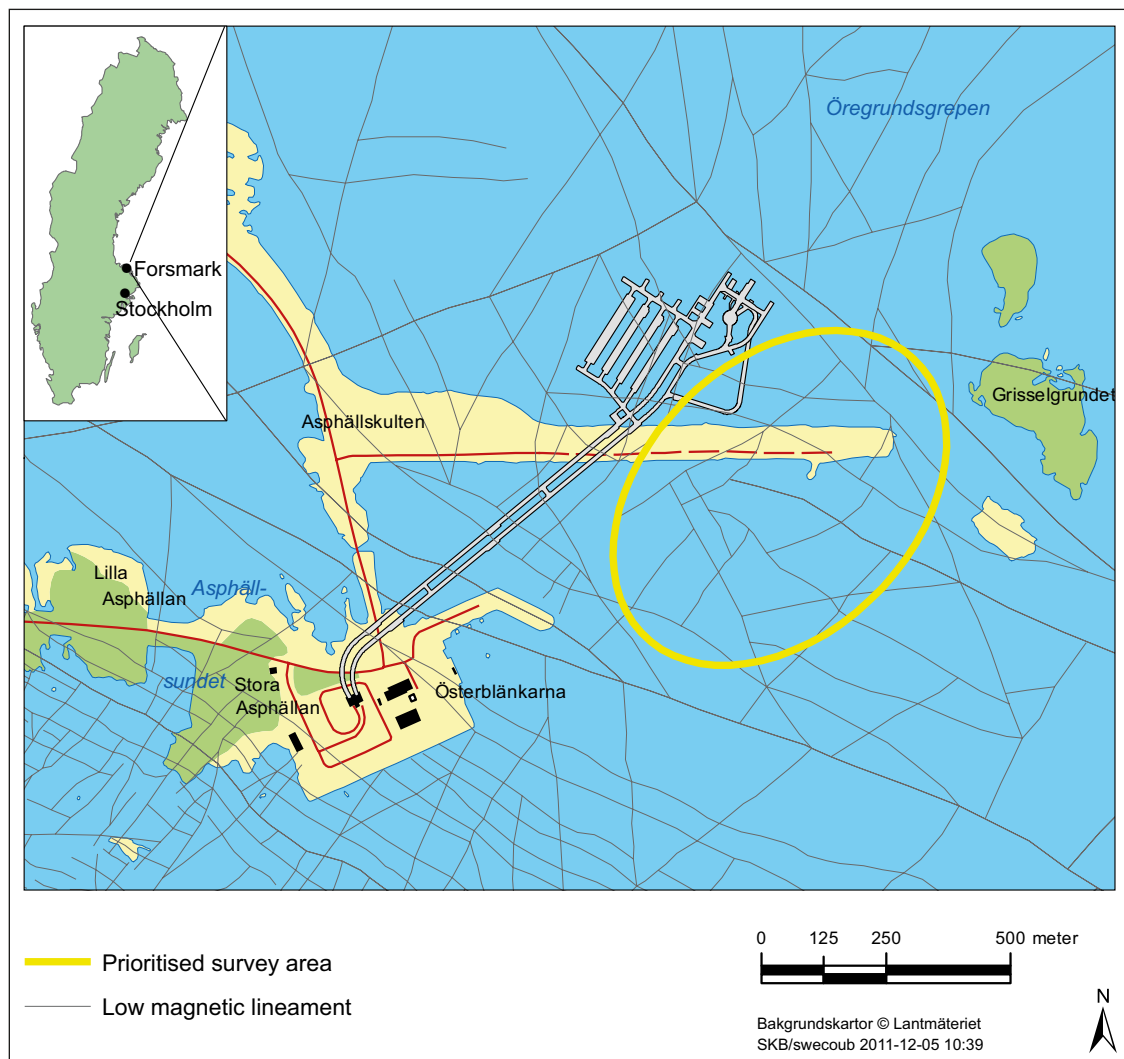 Öregrundsgrepen
Forsmark
Stockholm
Grisselgrundet
Asphällskulten
Lilla
Asphällan
Asphäll-
sundet
Stora
Asphällan
Österblänkarna
0 125 250 500 meter
Prioritised survey area
Low magnetic lineament
N
Bakgrundskartor © Lantmäteriet
SKB/swecoub 2011-12-05 10:39